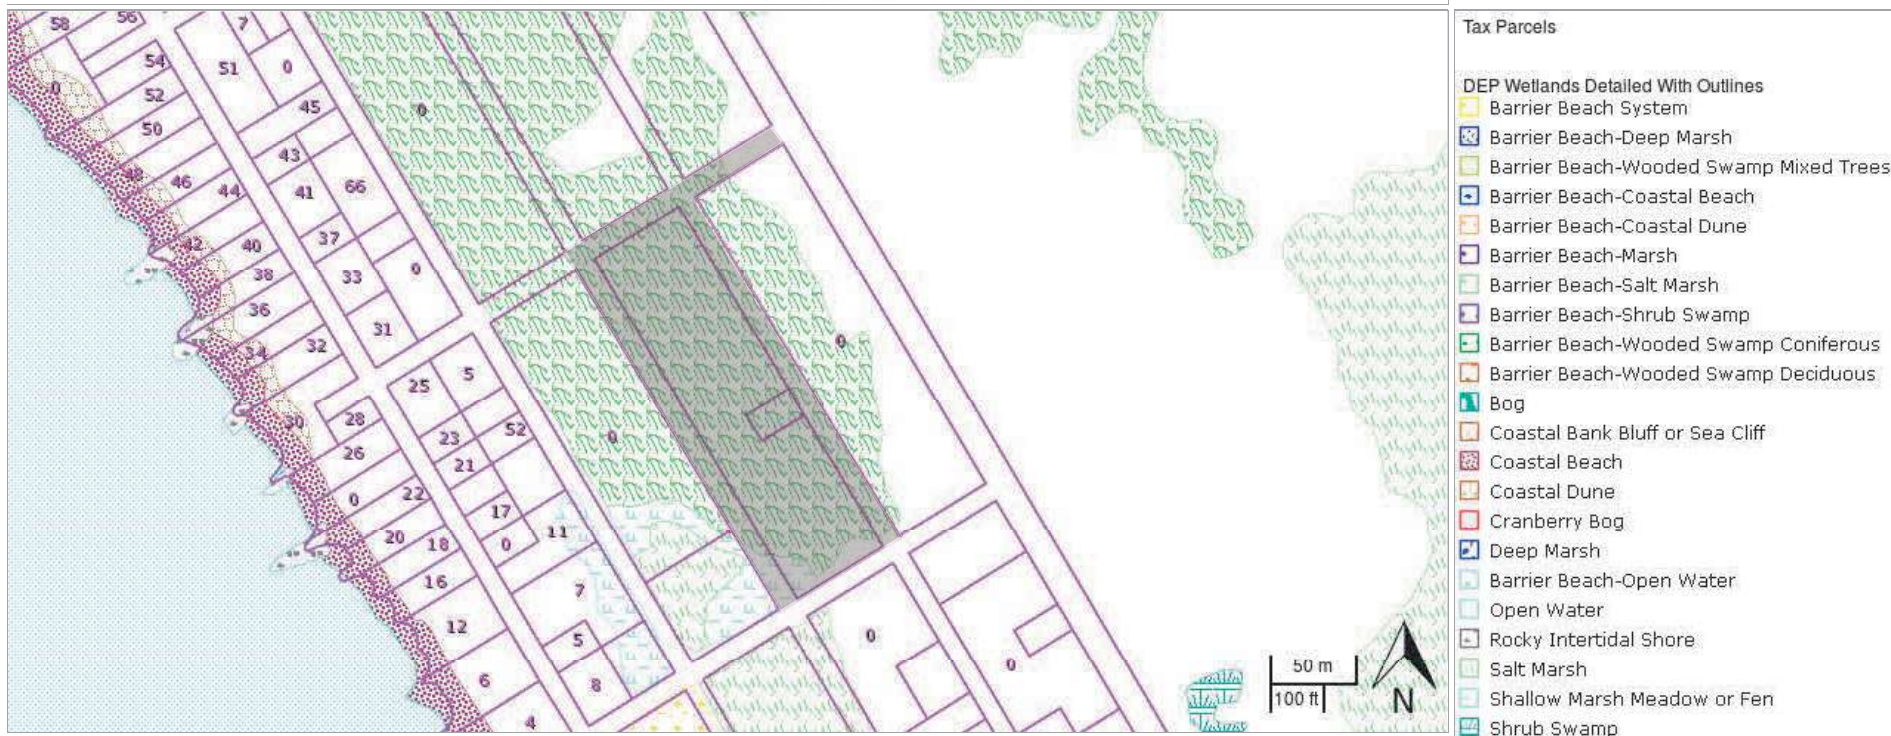 58
56
7
54
51
0
0
52
45
0
50
43
48
46
44
41
66
42
40
37
38
33
0
36
31
34
32
0
25
5
30
28
23
52
0
26
21
0
22
17
11
20
18
0
16
7
12
5
0
0
6
8
4
50 m
100 ft
N
Tax Parcels
DEP Wetlands Detailed With Outlines
Barrier Beach System
Barrier Beach-Deep Marsh
Barrier Beach-Wooded Swamp Mixed Trees
Barrier Beach-Coastal Beach
Barrier Beach-Coastal Dune
Barrier Beach-Marsh
Barrier Beach-Salt Marsh
Barrier Beach-Shrub Swamp
Barrier Beach-Wooded Swamp Coniferous
Barrier Beach-Wooded Swamp Deciduous
Bog
Coastal Bank Bluff or Sea Cliff
Coastal Beach
Coastal Dune
Cranberry Bog
Deep Marsh
Barrier Beach-Open Water
Open Water
Rocky Intertidal Shore
Salt Marsh
Shallow Marsh Meadow or Fen
Shrub Swamp